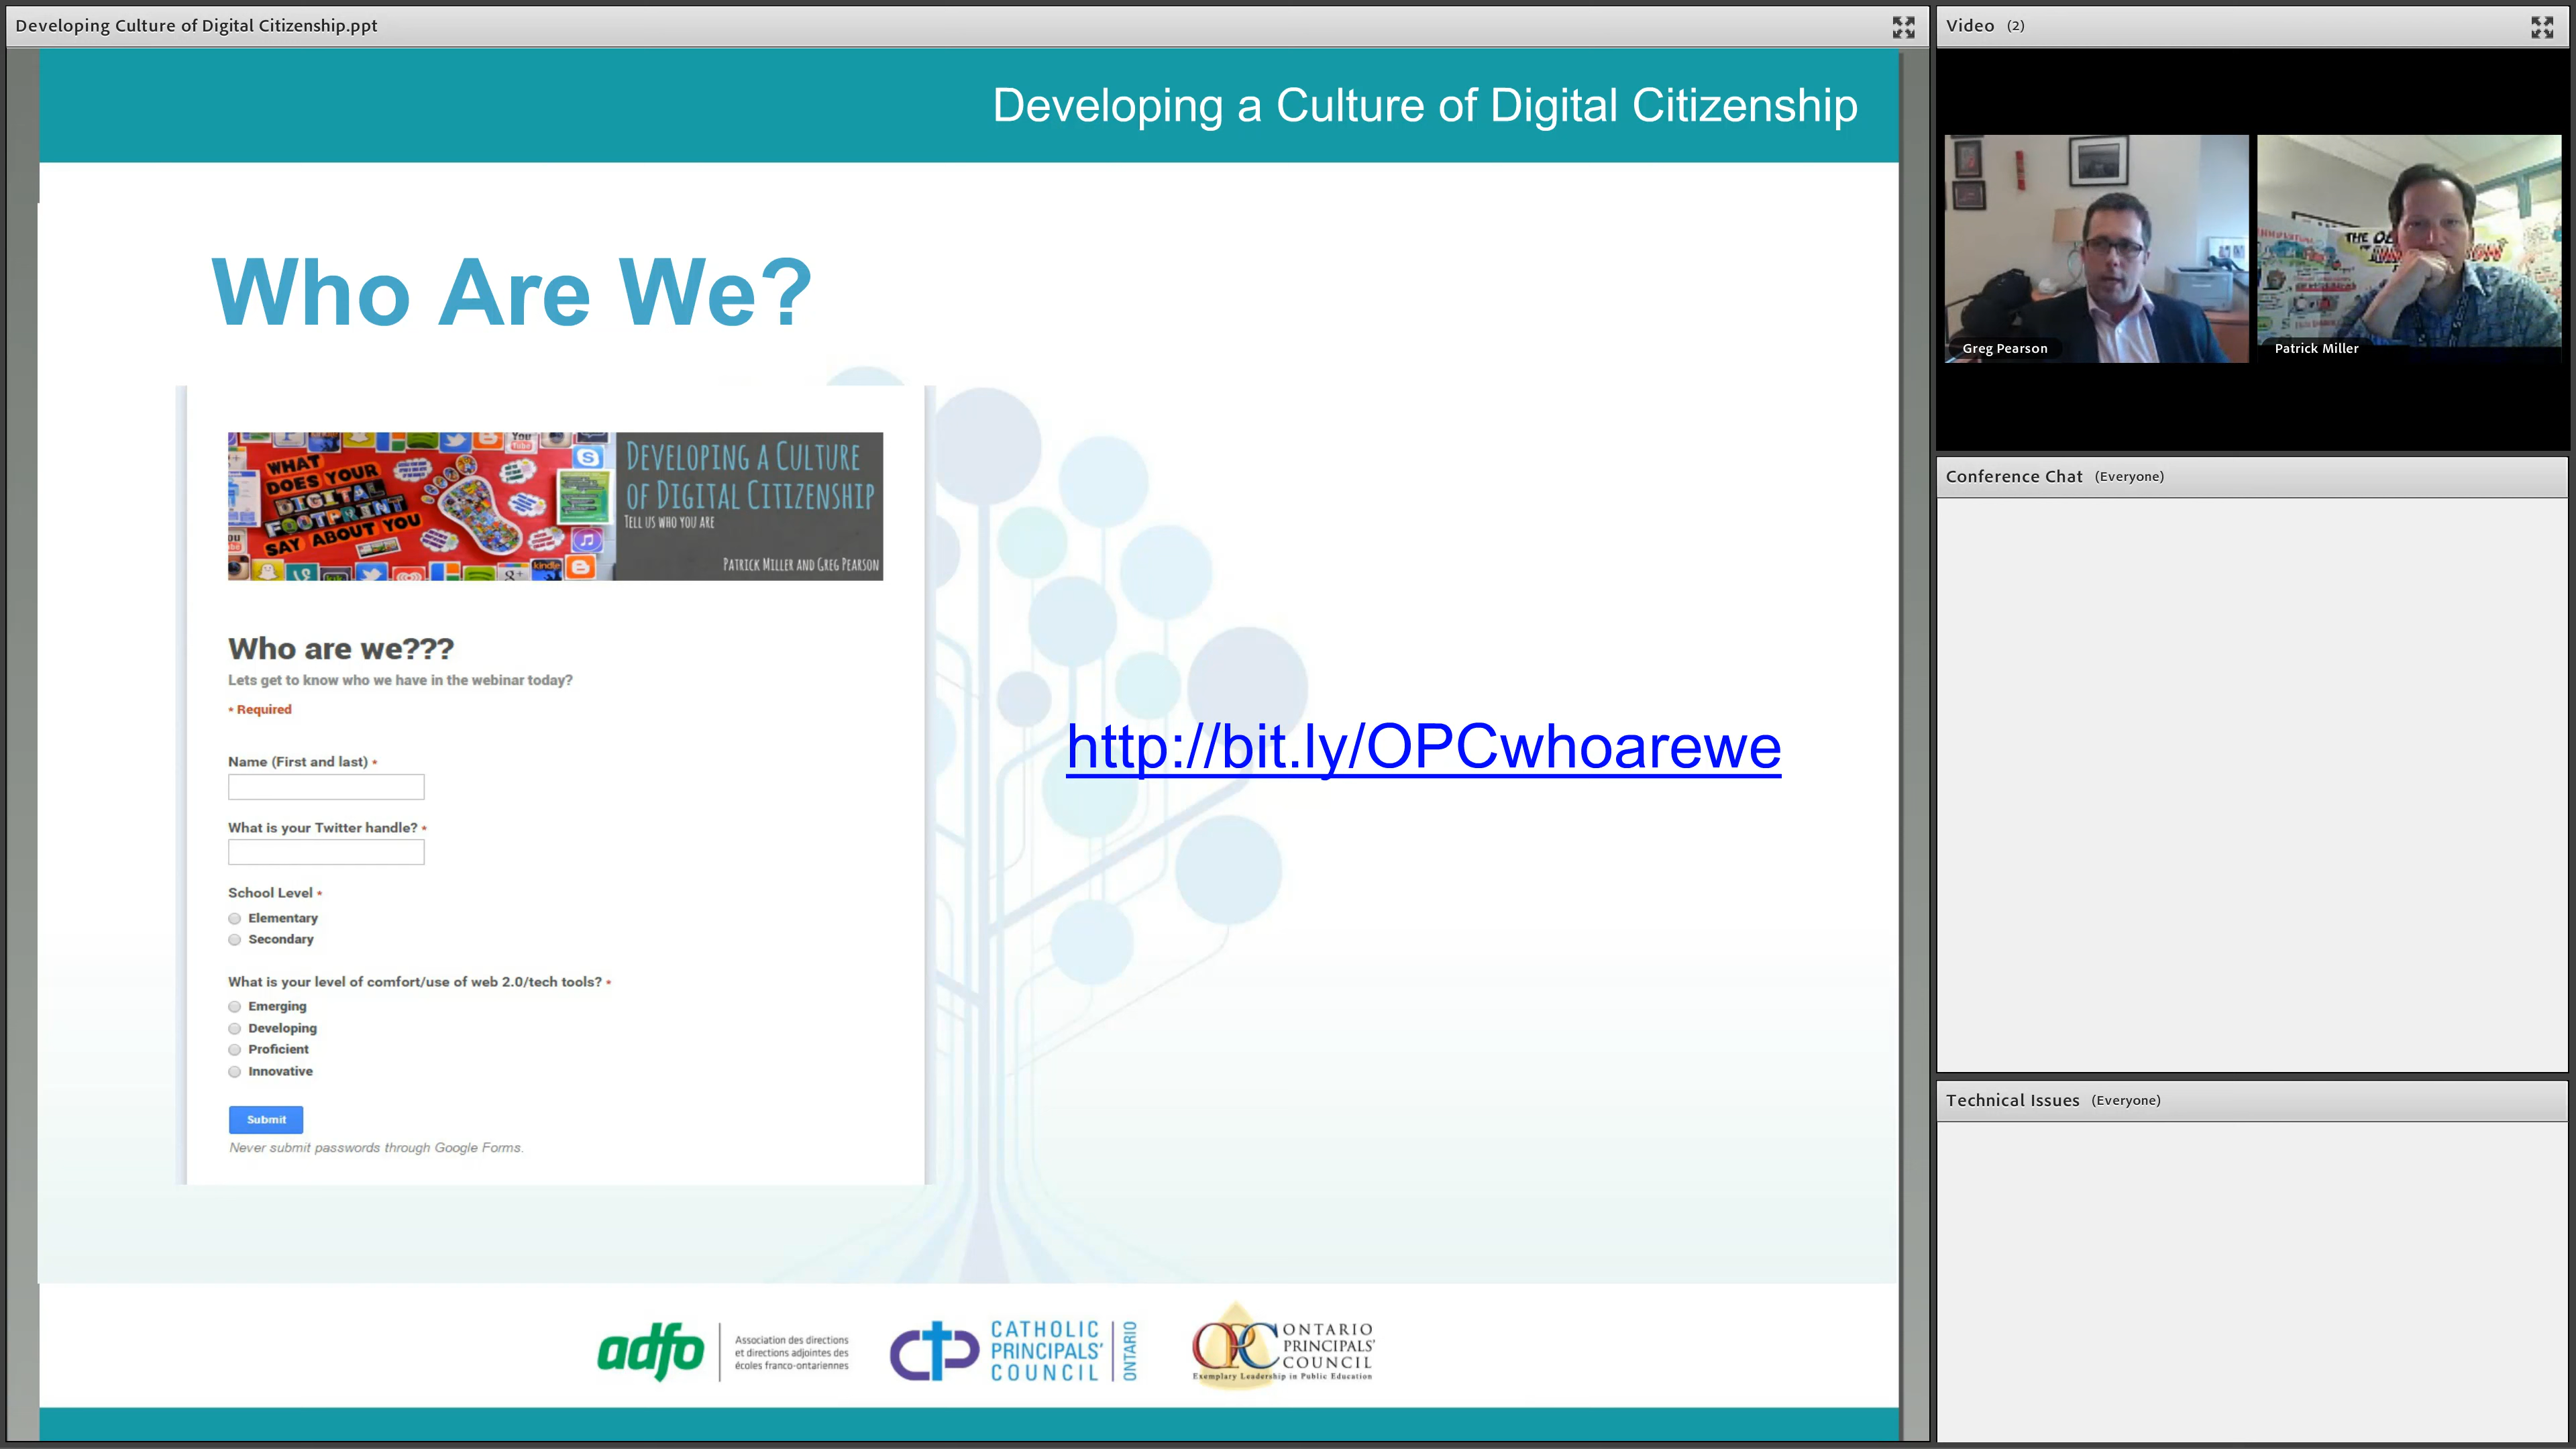 Developing Culture of Digital Citizenship.ppt
Developing a Culture of Digital Citizenship
Who Are We?
WHAT
DOES YOUR
DIGITAL
FOOTPRINT
SAY ABOUT YOU
You
kindle
g+
DEVELOPING A CULTURE
OF DIGITAL CITIZENSHIP
TELL US WHO YOU ARE
PATRICK MILLER AND GREG PEARSON
Who are we???
Lets get to know who we have in the webinar today?
* Required
Name (First and last) *
What is your Twitter handle? *
School Level *
Elementary
Secondary
What is your level of comfort/use of web 2.0/tech tools? *
Emerging
Developing
Proficient
Innovative
Submit
Never submit passwords through Google Forms.
http://bit.ly/OPCwhoarewe
adfo
Association des directions
et directions adjointes des
écoles franco-ontariennes
CATHOLIC
PRINCIPALS'
COUNCIL
ONTARIO
OPC
ONTARIO
PRINCIPALS'
COUNCIL
Exemplary Leadership in Public Education
Video (2)
THE
Greg Pearson
Patrick Miller
Conference Chat (Everyone)
Technical Issues (Everyone)